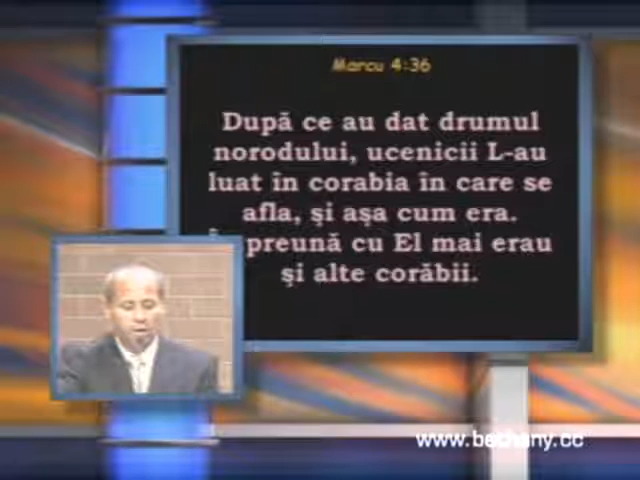 Marcu 4:36
După ce au dat drumul
norodului, ucenicii L-au
luat în corabia în care se
afla, şi aşa cum era.
preună cu El mai erau
şi alte corăbii.
www.bethany.cc